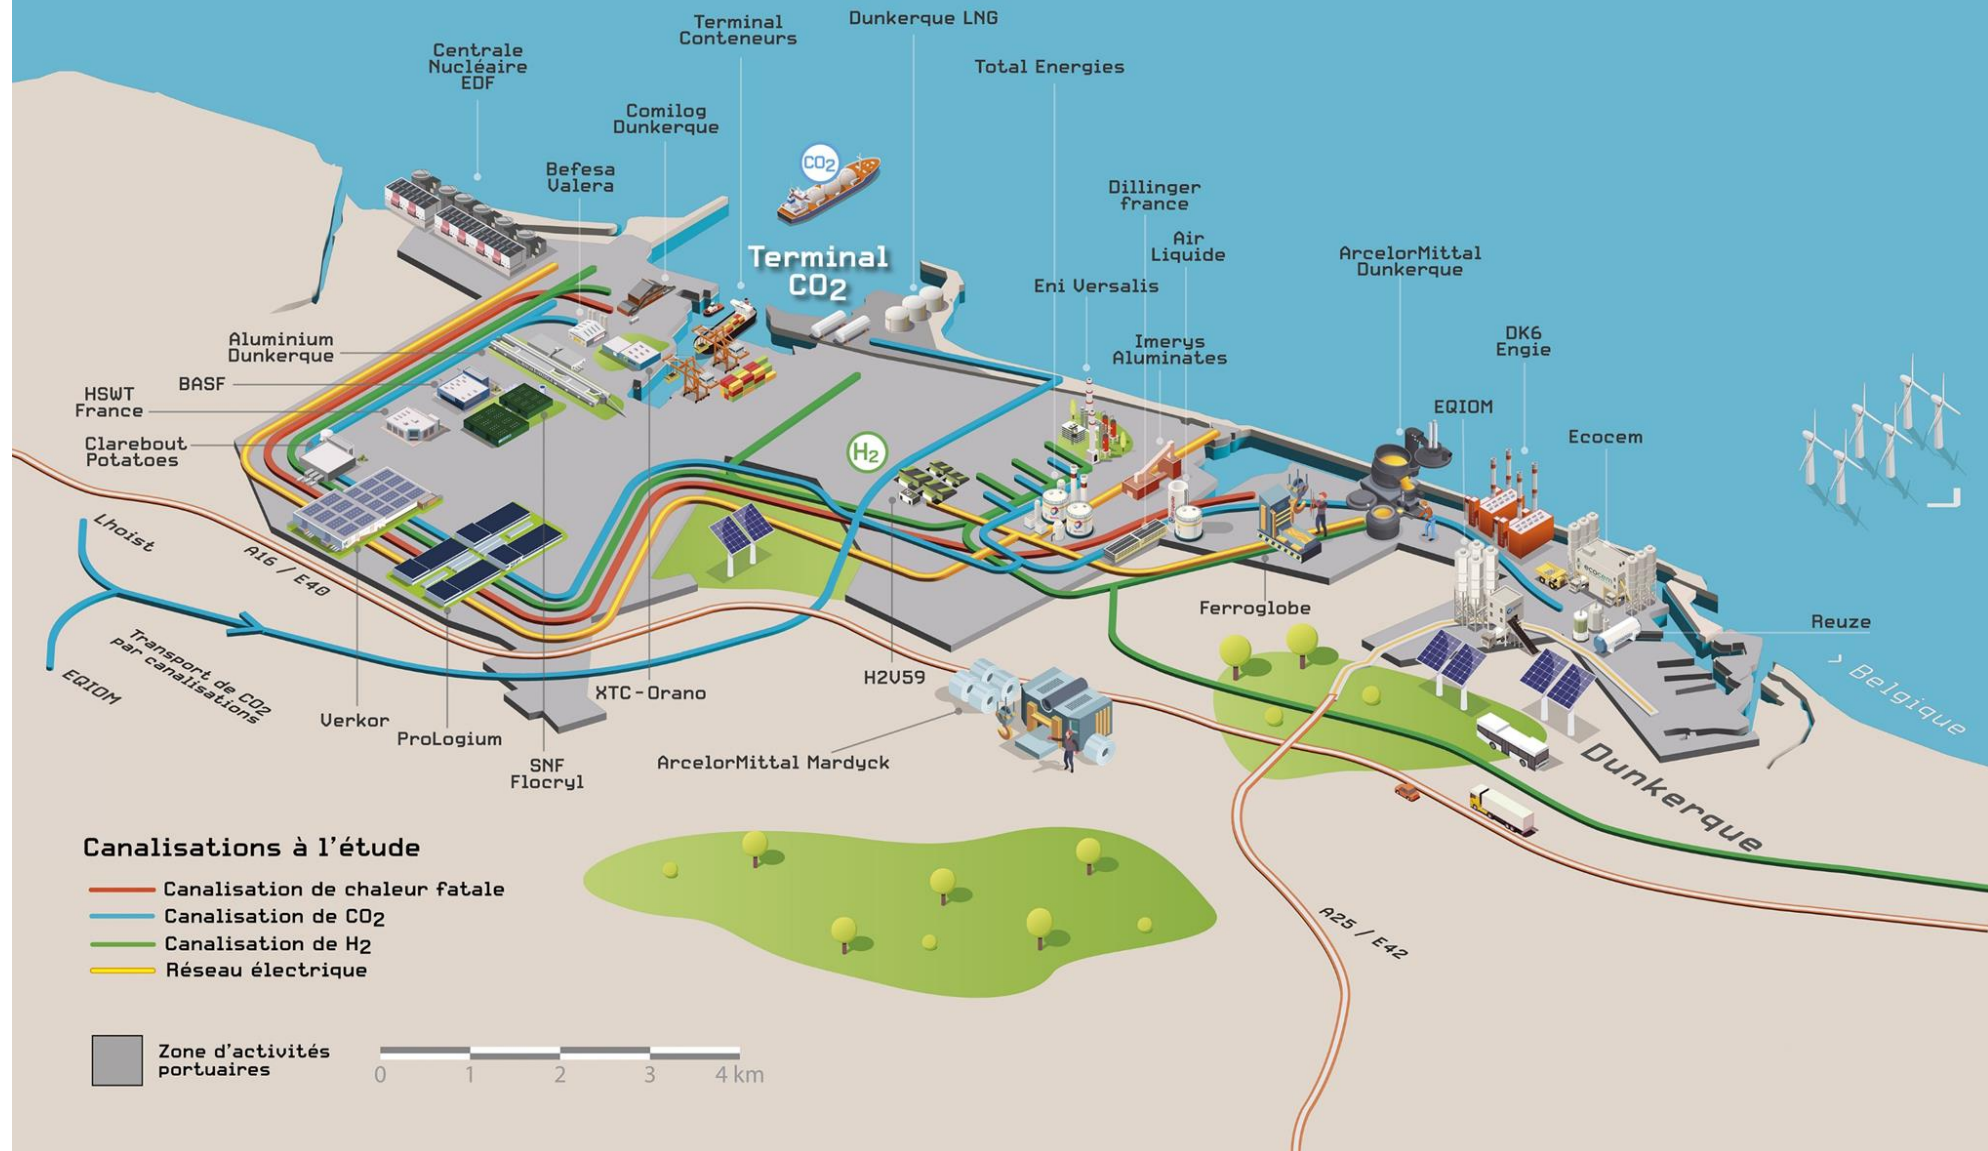 Centrale
Nucléaire
EDF
Terminal
Conteneurs
Dunkerque LNG
Total Energies
Comilog
Dunkerque
Befesa
Valera
CO2
Terminal
CO2
Dillinger
france
Air
Liquide
Eni Versalis
ArcelorMittal
Dunkerque
Imerys
Aluminates
DK6
Engie
EQIOM
Ecocem
Aluminium
Dunkerque
BASF
HSWT
France
Clarebout
Potatoes
H2
Lhoist
A16 / E40
EQIOM
Transport de CO2
par canalisations
Verkor
ProLogium
SNF
Flocryl
XTC-Orano
H2V59
ArcelorMittal Mardyck
Ferroglobe
ecocem
Reuze
> Belgique
Dunkerque
A25 / E42
Canalisations à l'étude
Canalisation de chaleur fatale
Canalisation de CO2
Canalisation de H2
Réseau électrique
Zone d'activités
portuaires
0 1 2 3 4 km